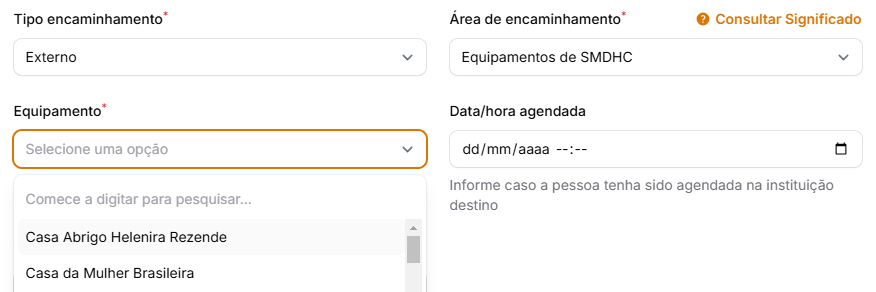 Tipo encaminhamento*
Área de encaminhamento*
Consultar Significado
Externo
Equipamentos de SMDHC
Equipamento*
Data/hora agendada
Selecione uma opção
dd/mm/aaaa --:--
Informe caso a pessoa tenha sido agendada na instituição
destino
Comece a digitar para pesquisar...
Casa Abrigo Helenira Rezende
Casa da Mulher Brasileira